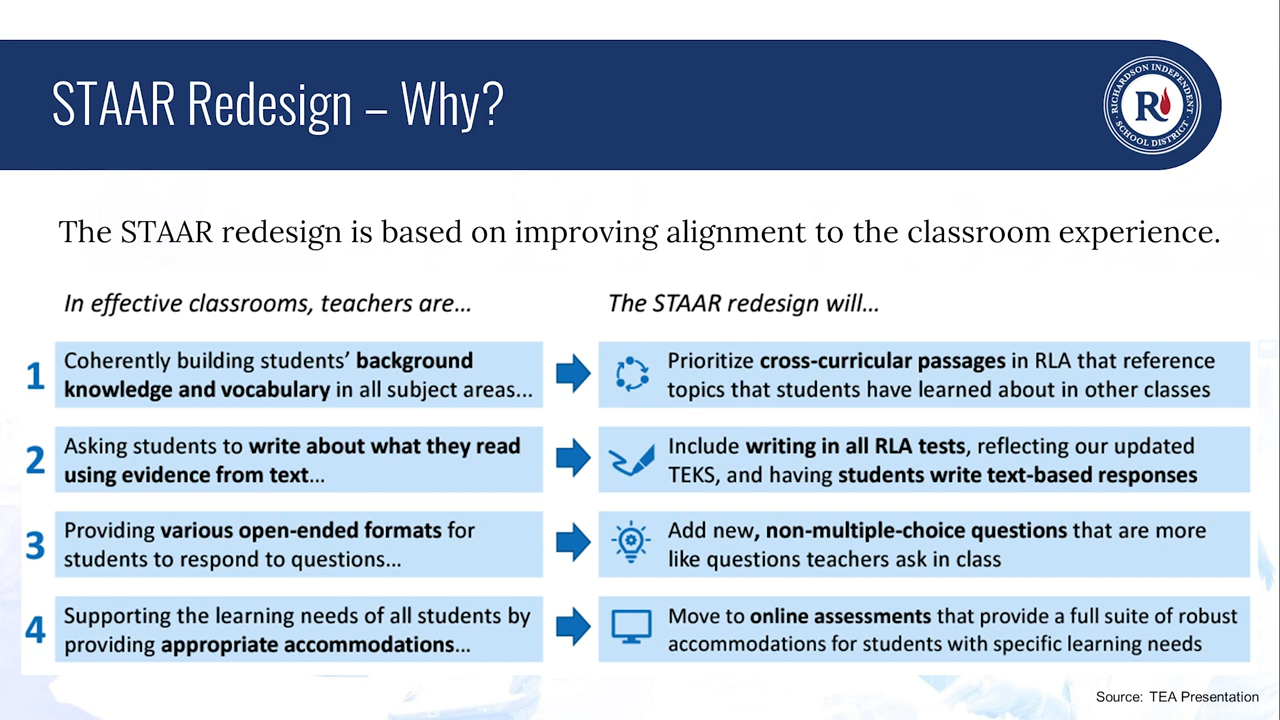 STAAR Redesign – Why?
RICHARDSON INDEPENDENT
R
SCHOOL DISTRICT
The STAAR redesign is based on improving alignment to the classroom experience.
In effective classrooms, teachers are...
The STAAR redesign will...
1
Coherently building students’ background
knowledge and vocabulary in all subject areas...
Prioritize cross-curricular passages in RLA that reference
topics that students have learned about in other classes
2
Asking students to write about what they read
using evidence from text...
Include writing in all RLA tests, reflecting our updated
TEKS, and having students write text-based responses
3
Providing various open-ended formats for
students to respond to questions...
Add new, non-multiple-choice questions that are more
like questions teachers ask in class
4
Supporting the learning needs of all students by
providing appropriate accommodations...
Move to online assessments that provide a full suite of robust
accommodations for students with specific learning needs
Source: TEA Presentation